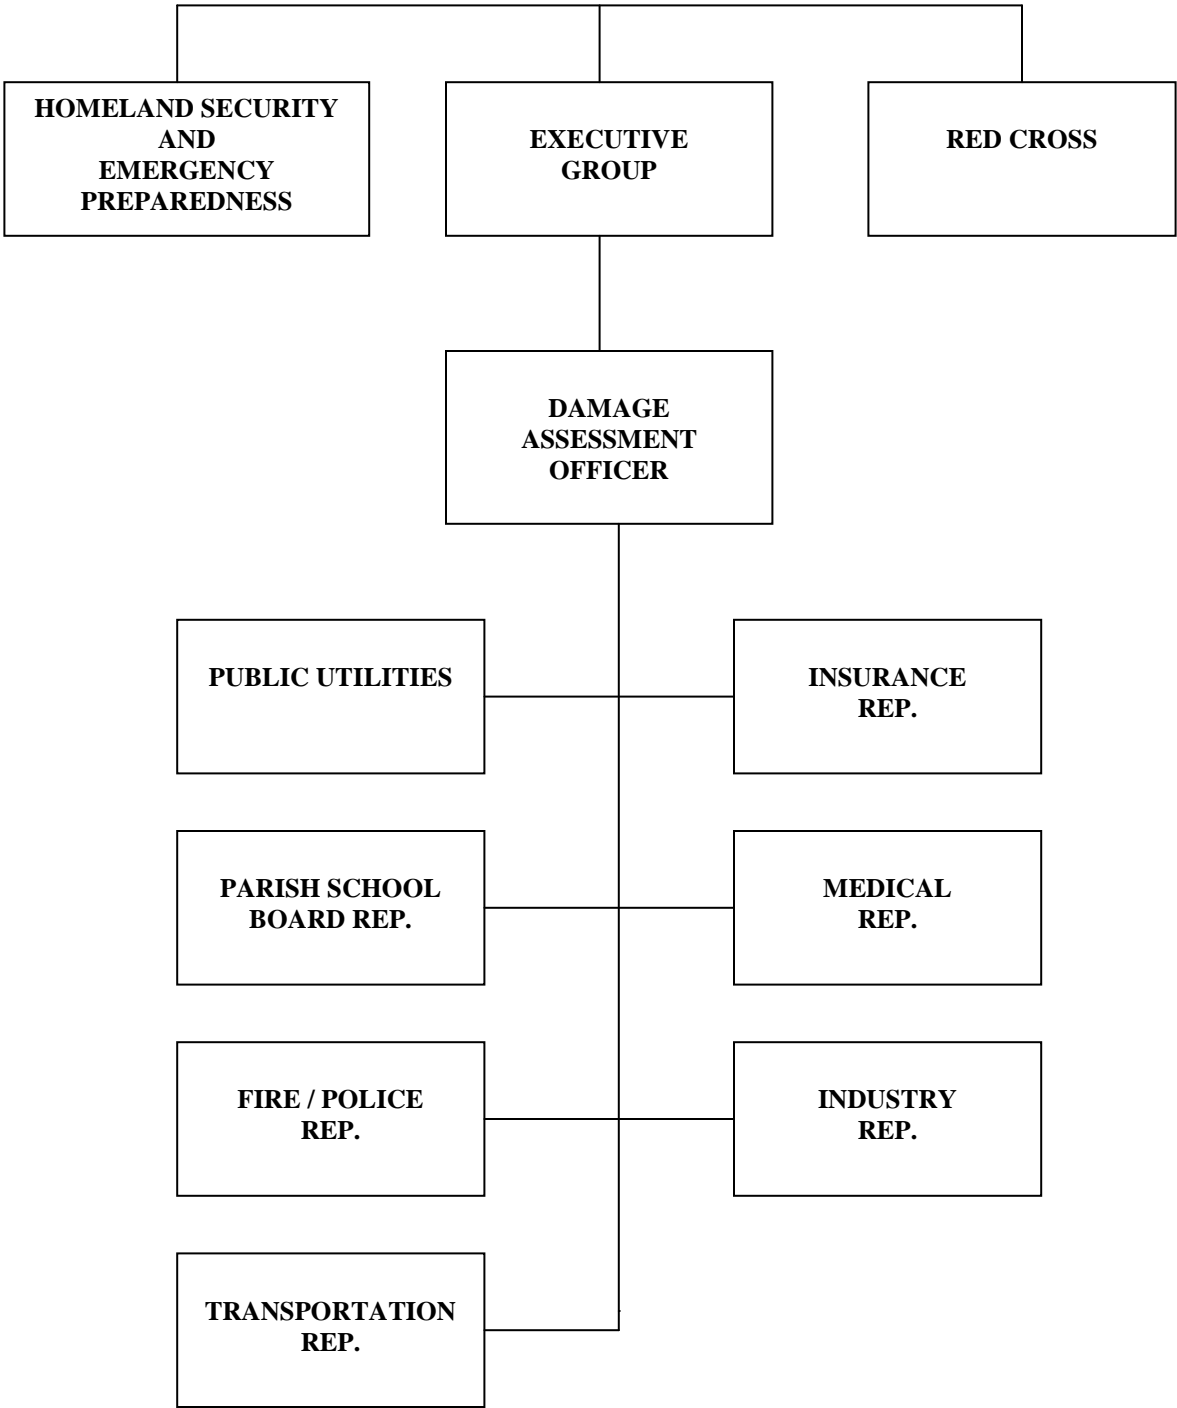 HOMELAND SECURITY
AND
EMERGENCY
PREPAREDNESS
EXECUTIVE
GROUP
RED CROSS
DAMAGE
ASSESSMENT
OFFICER
PUBLIC UTILITIES
INSURANCE
REP.
PARISH SCHOOL
BOARD REP.
MEDICAL
REP.
FIRE / POLICE
REP.
INDUSTRY
REP.
TRANSPORTATION
REP.